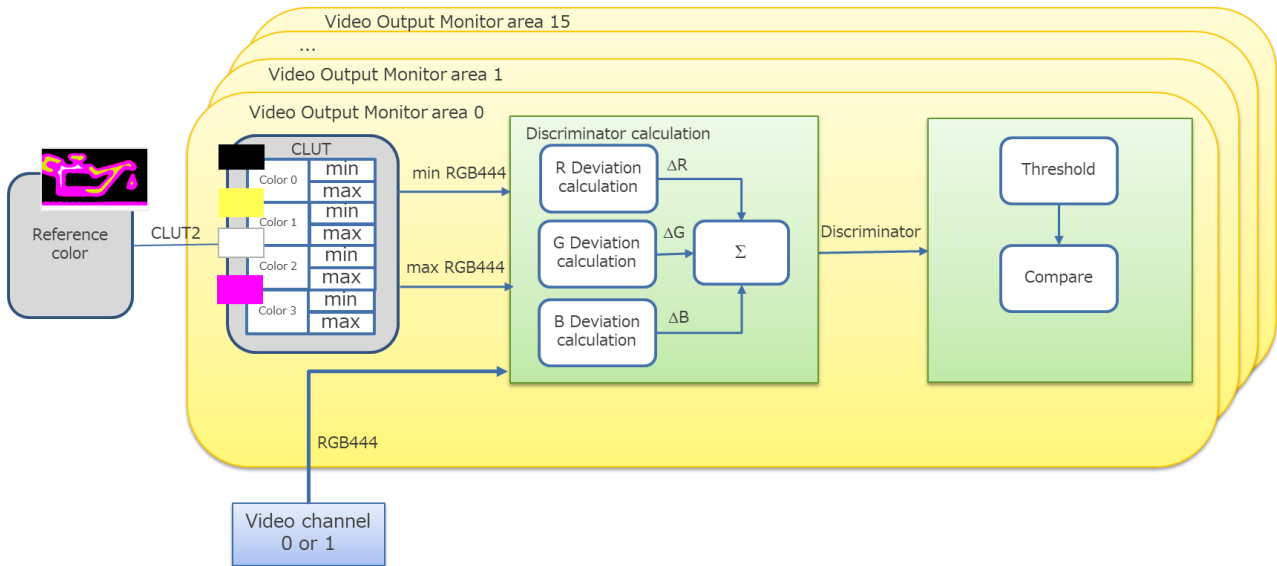 Video Output Monitor area 15
...
Video Output Monitor area 1
Video Output Monitor area 0
Reference
color
CLUT2
CLUT
Color 0
min
max
Color 1
min
max
Color 2
min
max
Color 3
min
max
min RGB444
max RGB444
RGB444
Video channel
0 or 1
Discriminator calculation
R Deviation
calculation
ΔR
G Deviation
calculation
ΔG
B Deviation
calculation
ΔB
Σ
Discriminator
Threshold
Compare